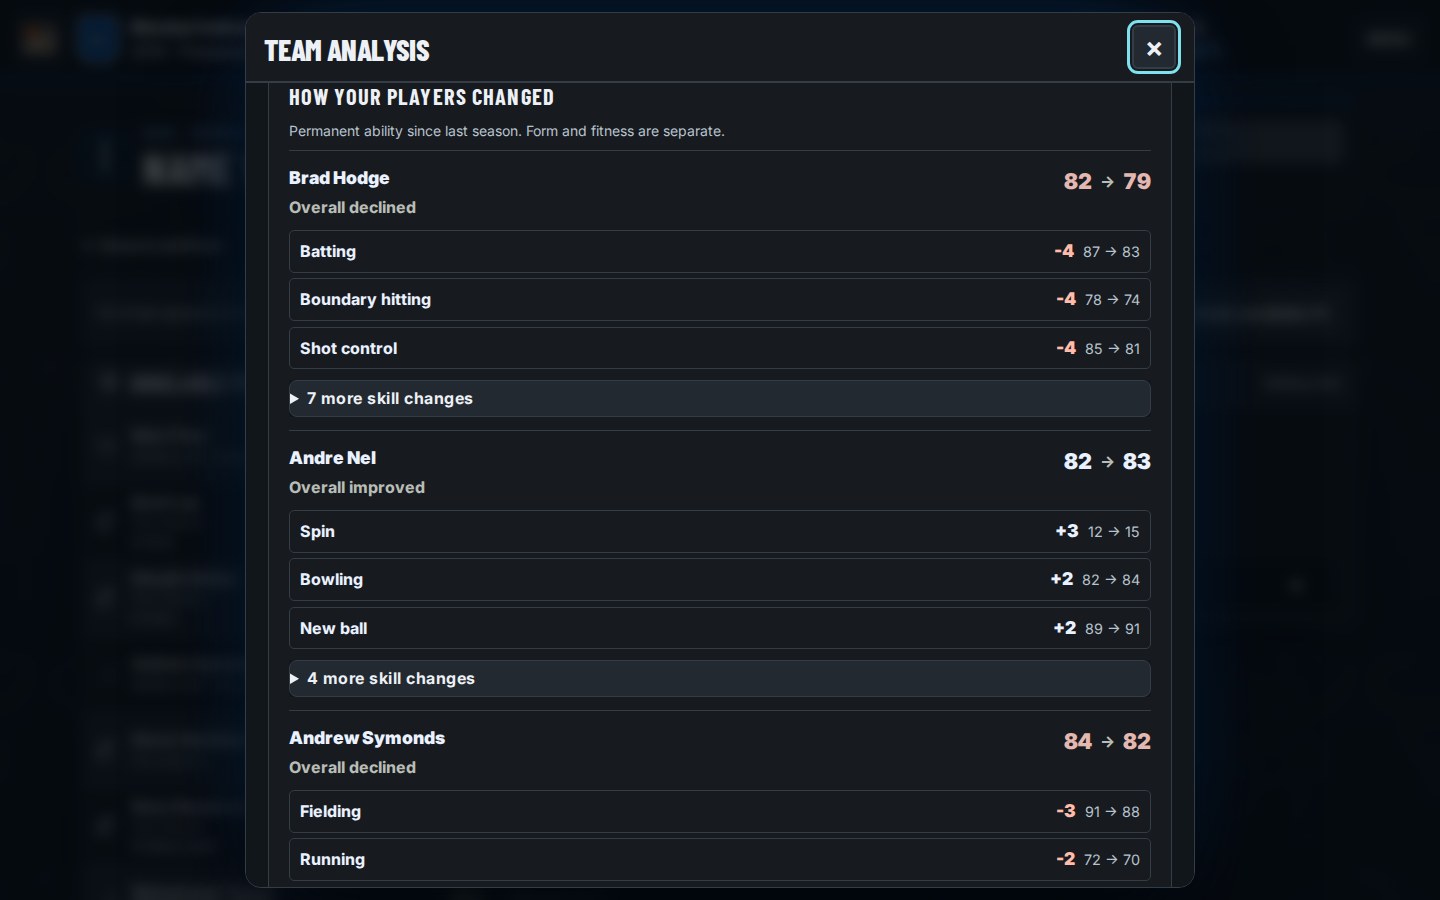 TEAM ANALYSIS
×
HOW YOUR PLAYERS CHANGED
Permanent ability since last season. Form and fitness are separate.
Brad Hodge 82 → 79
Overall declined
Batting -4 87 → 83
Boundary hitting -4 78 → 74
Shot control -4 85 → 81
▶ 7 more skill changes
Andre Nel 82 → 83
Overall improved
Spin +3 12 → 15
Bowling +2 82 → 84
New ball +2 89 → 91
▶ 4 more skill changes
Andrew Symonds 84 → 82
Overall declined
Fielding -3 91 → 88
Running -2 72 → 70